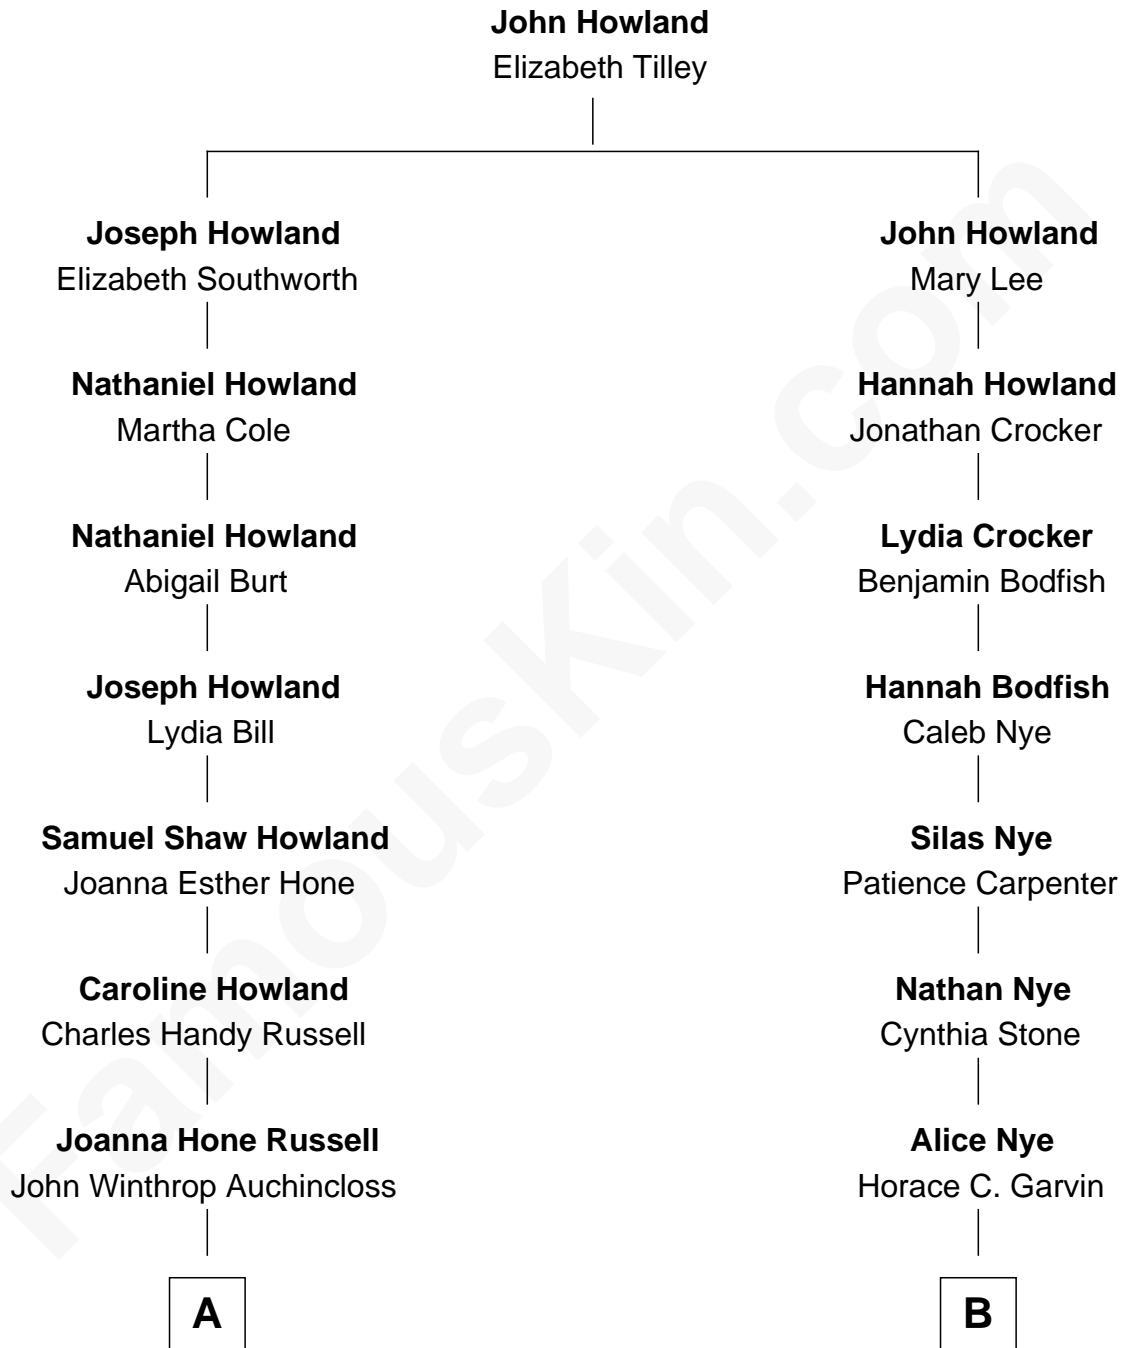 John Howland
Elizabeth Tilley
Joseph Howland
Elizabeth Southworth
John Howland
Mary Lee
Nathaniel Howland
Martha Cole
Hannah Howland
Jonathan Crocker
Nathaniel Howland
Abigail Burt
Lydia Crocker
Benjamin Bodfish
Joseph Howland
Lydia Bill
Hannah Bodfish
Caleb Nye
Samuel Shaw Howland
Joanna Esther Hone
Silas Nye
Patience Carpenter
Caroline Howland
Charles Handy Russell
Nathan Nye
Cynthia Stone
Joanna Hone Russell
John Winthrop Auchincloss
Alice Nye
Horace C. Garvin
A
B
FamousKin.com